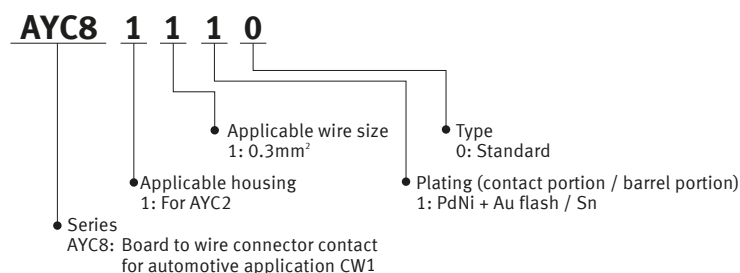 AYC8 1 1 1 0
Applicable wire size
1: 0.3mm²
Type
0: Standard
Applicable housing
1: For AYC2
Plating (contact portion / barrel portion)
1: PdNi + Au flash / Sn
Series
AYC8: Board to wire connector contact
for automotive application CW1